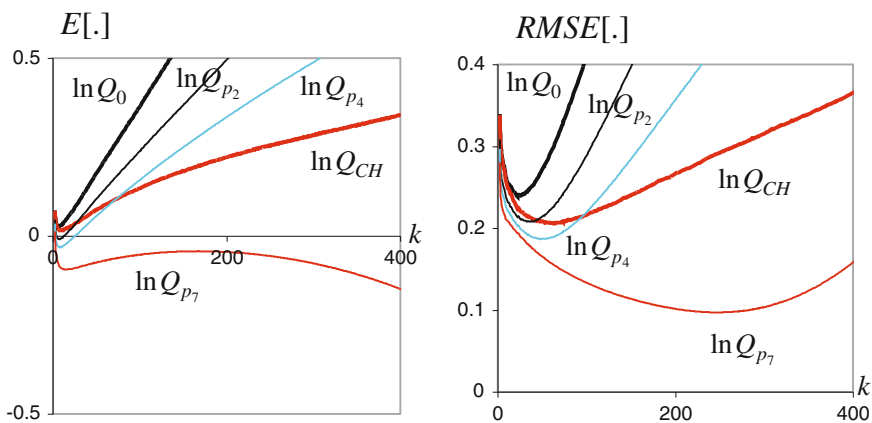 E[.]
0.5
ln Q₀
ln Qₚ₂
ln Qₚ₄
ln Q_CH
k
0
0
200
400
ln Qₚ₇
-0.5
RMSE[.]
0.4
ln Q₀
ln Qₚ₂
0.3
ln Q_CH
0.2
ln Qₚ₄
k
0.1
ln Qₚ₇
0
0
200
400